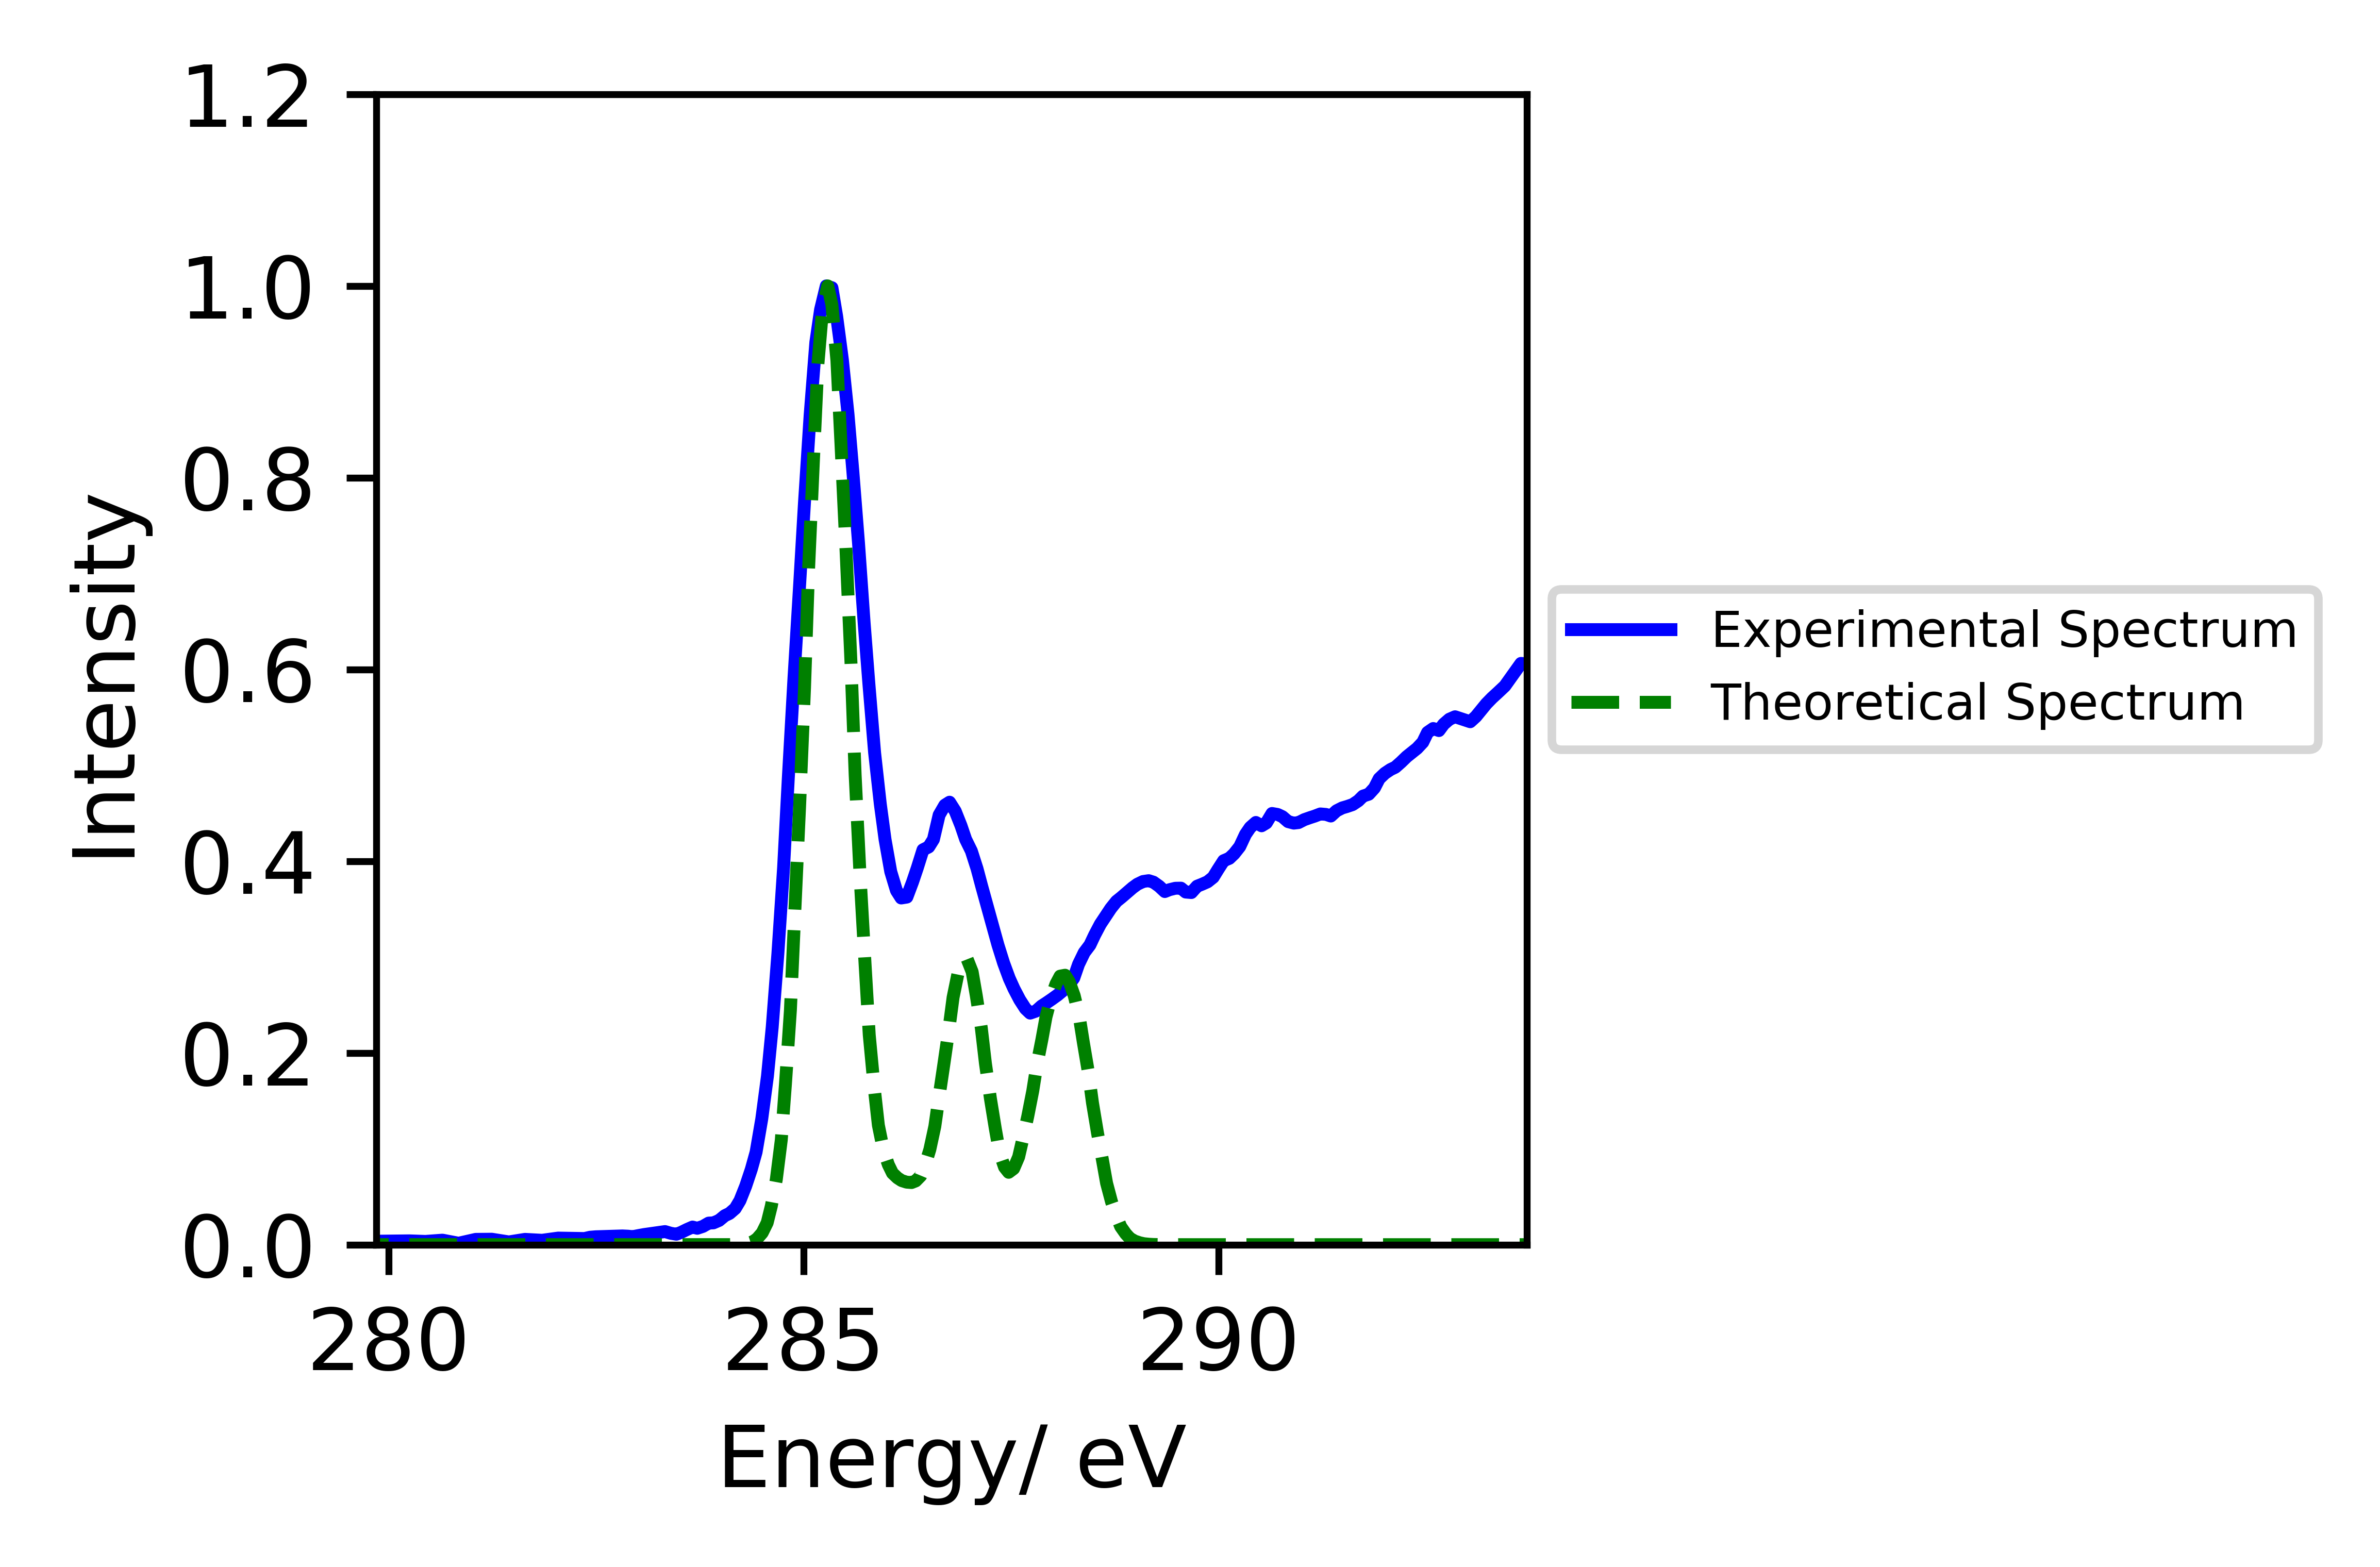 1.2
1.0
0.8
0.6
0.4
0.2
0.0
Intensity
280
285
290
Energy/ eV
Experimental Spectrum
Theoretical Spectrum